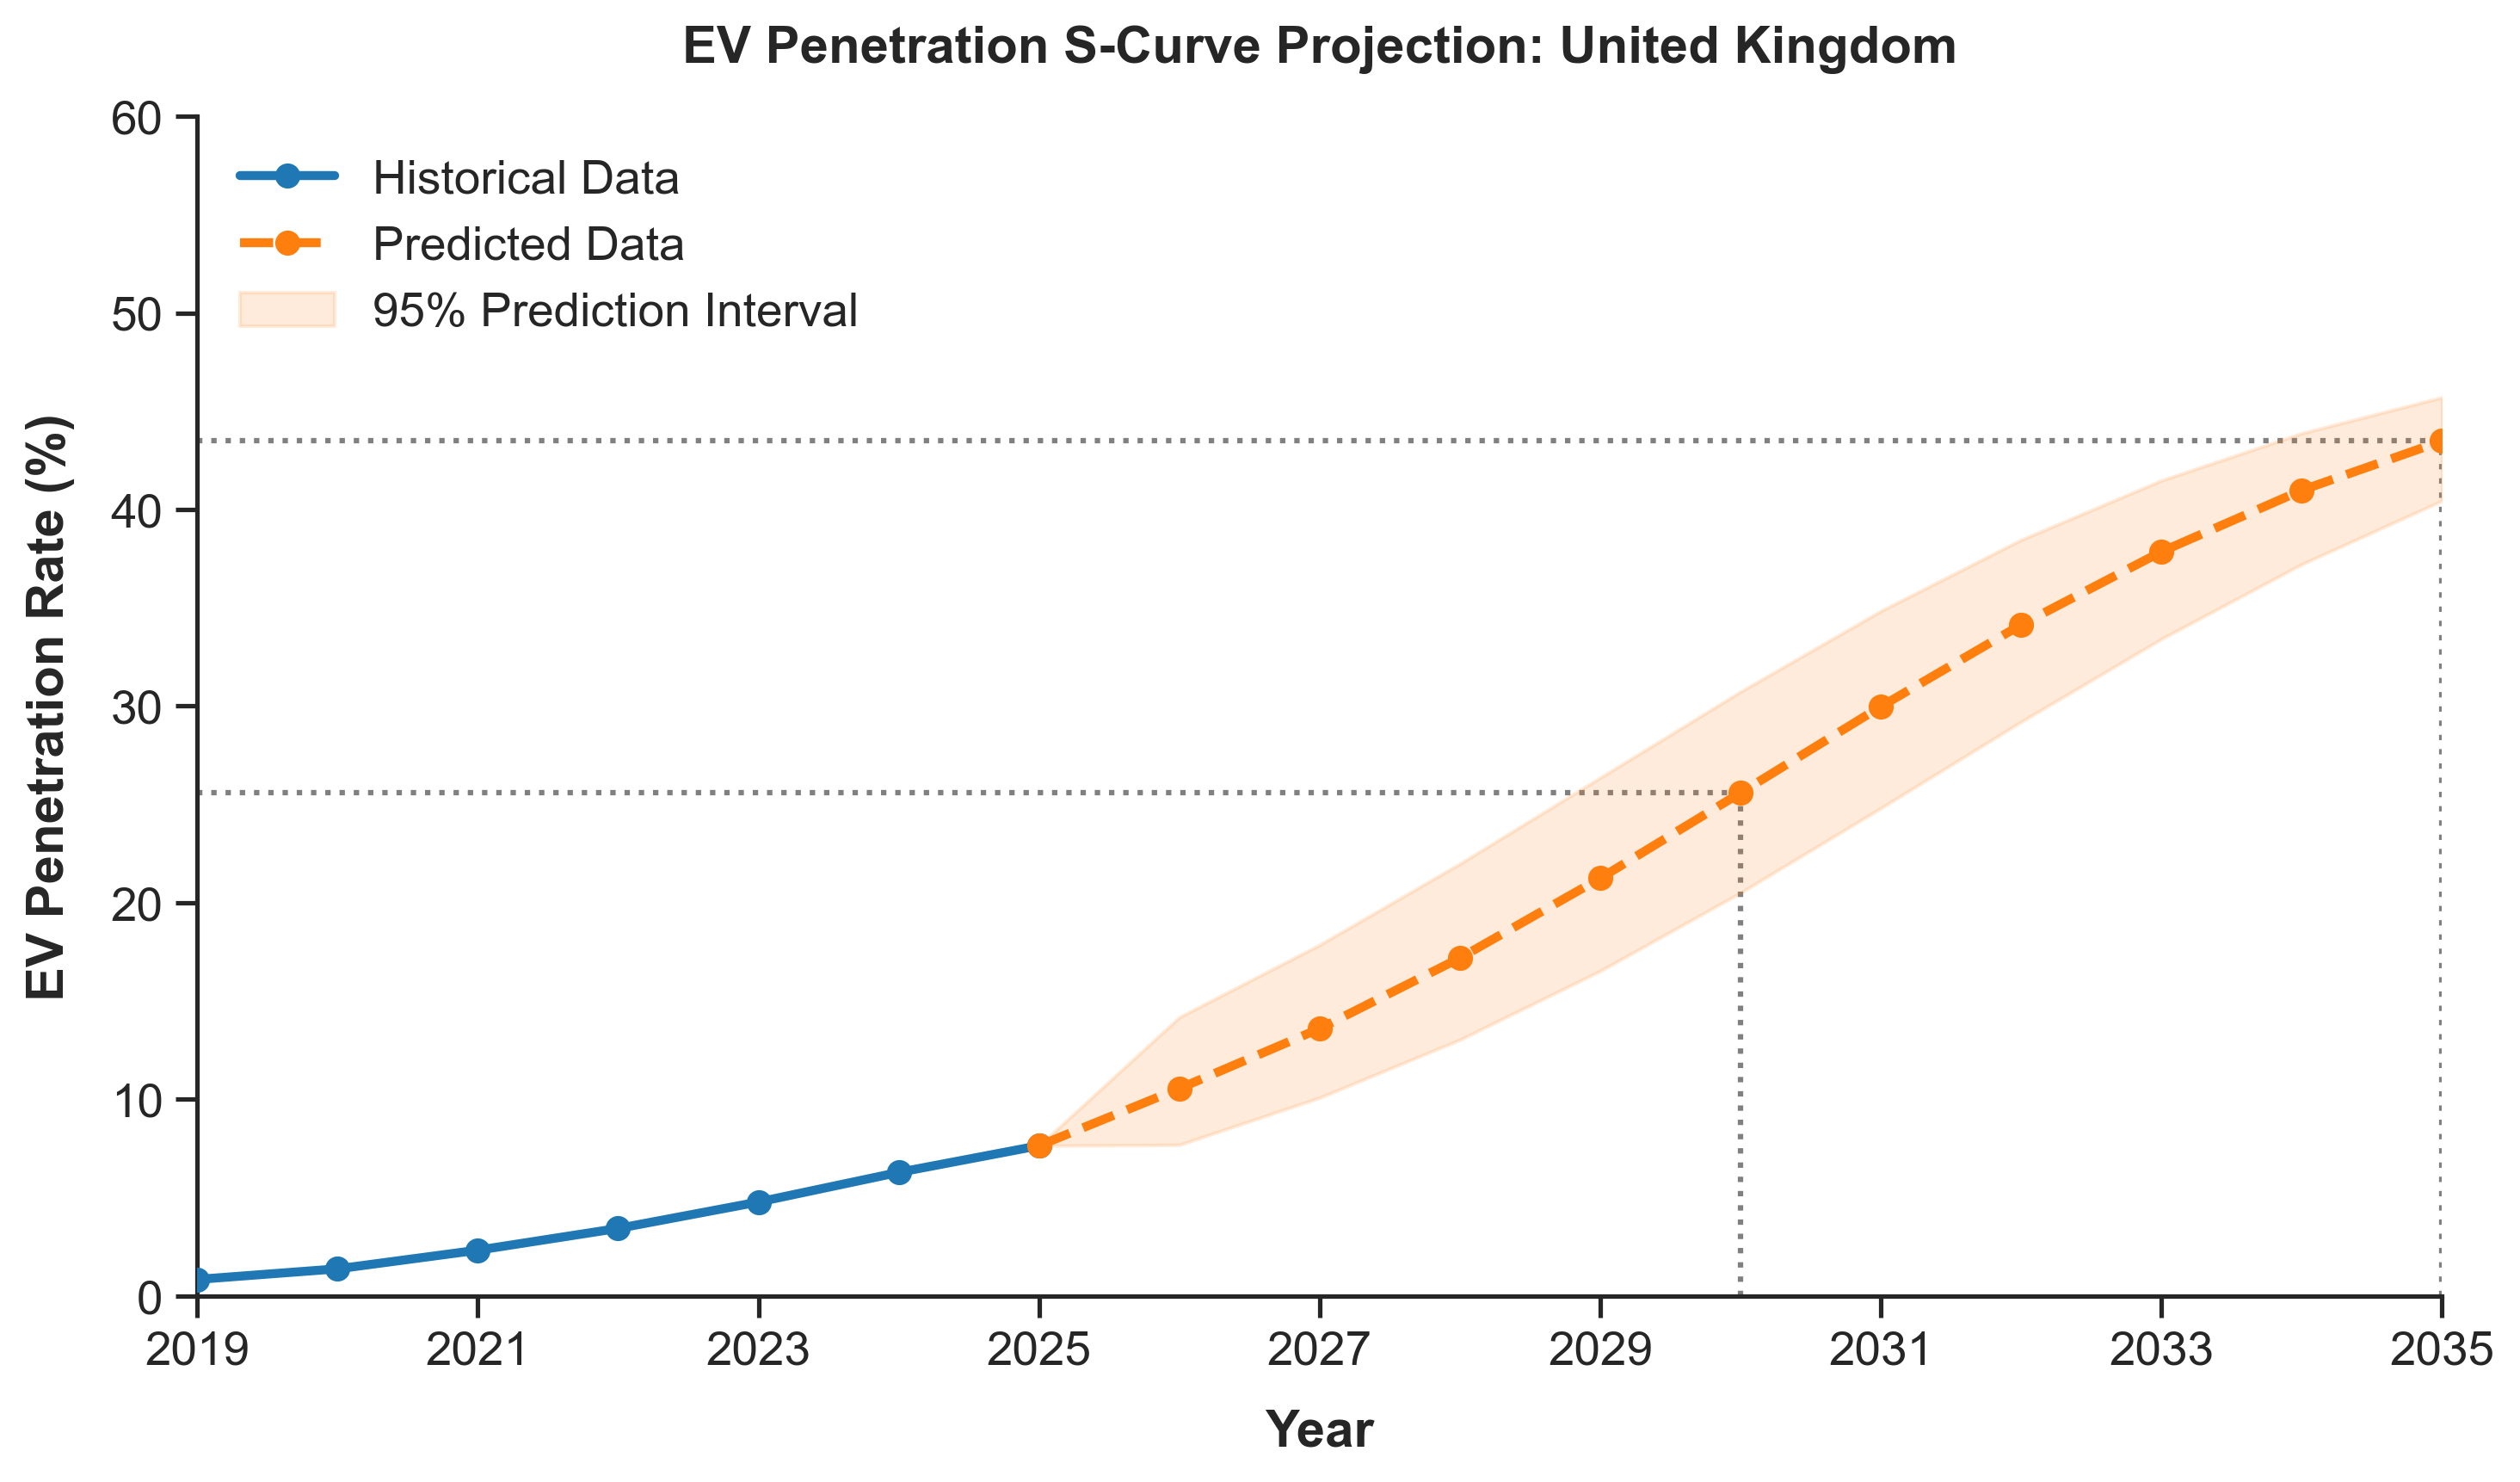 EV Penetration S-Curve Projection: United Kingdom
60
50
40
30
20
10
0
EV Penetration Rate (%)
Historical Data
Predicted Data
95% Prediction Interval
2019 2021 2023 2025 2027 2029 2031 2033 2035
Year